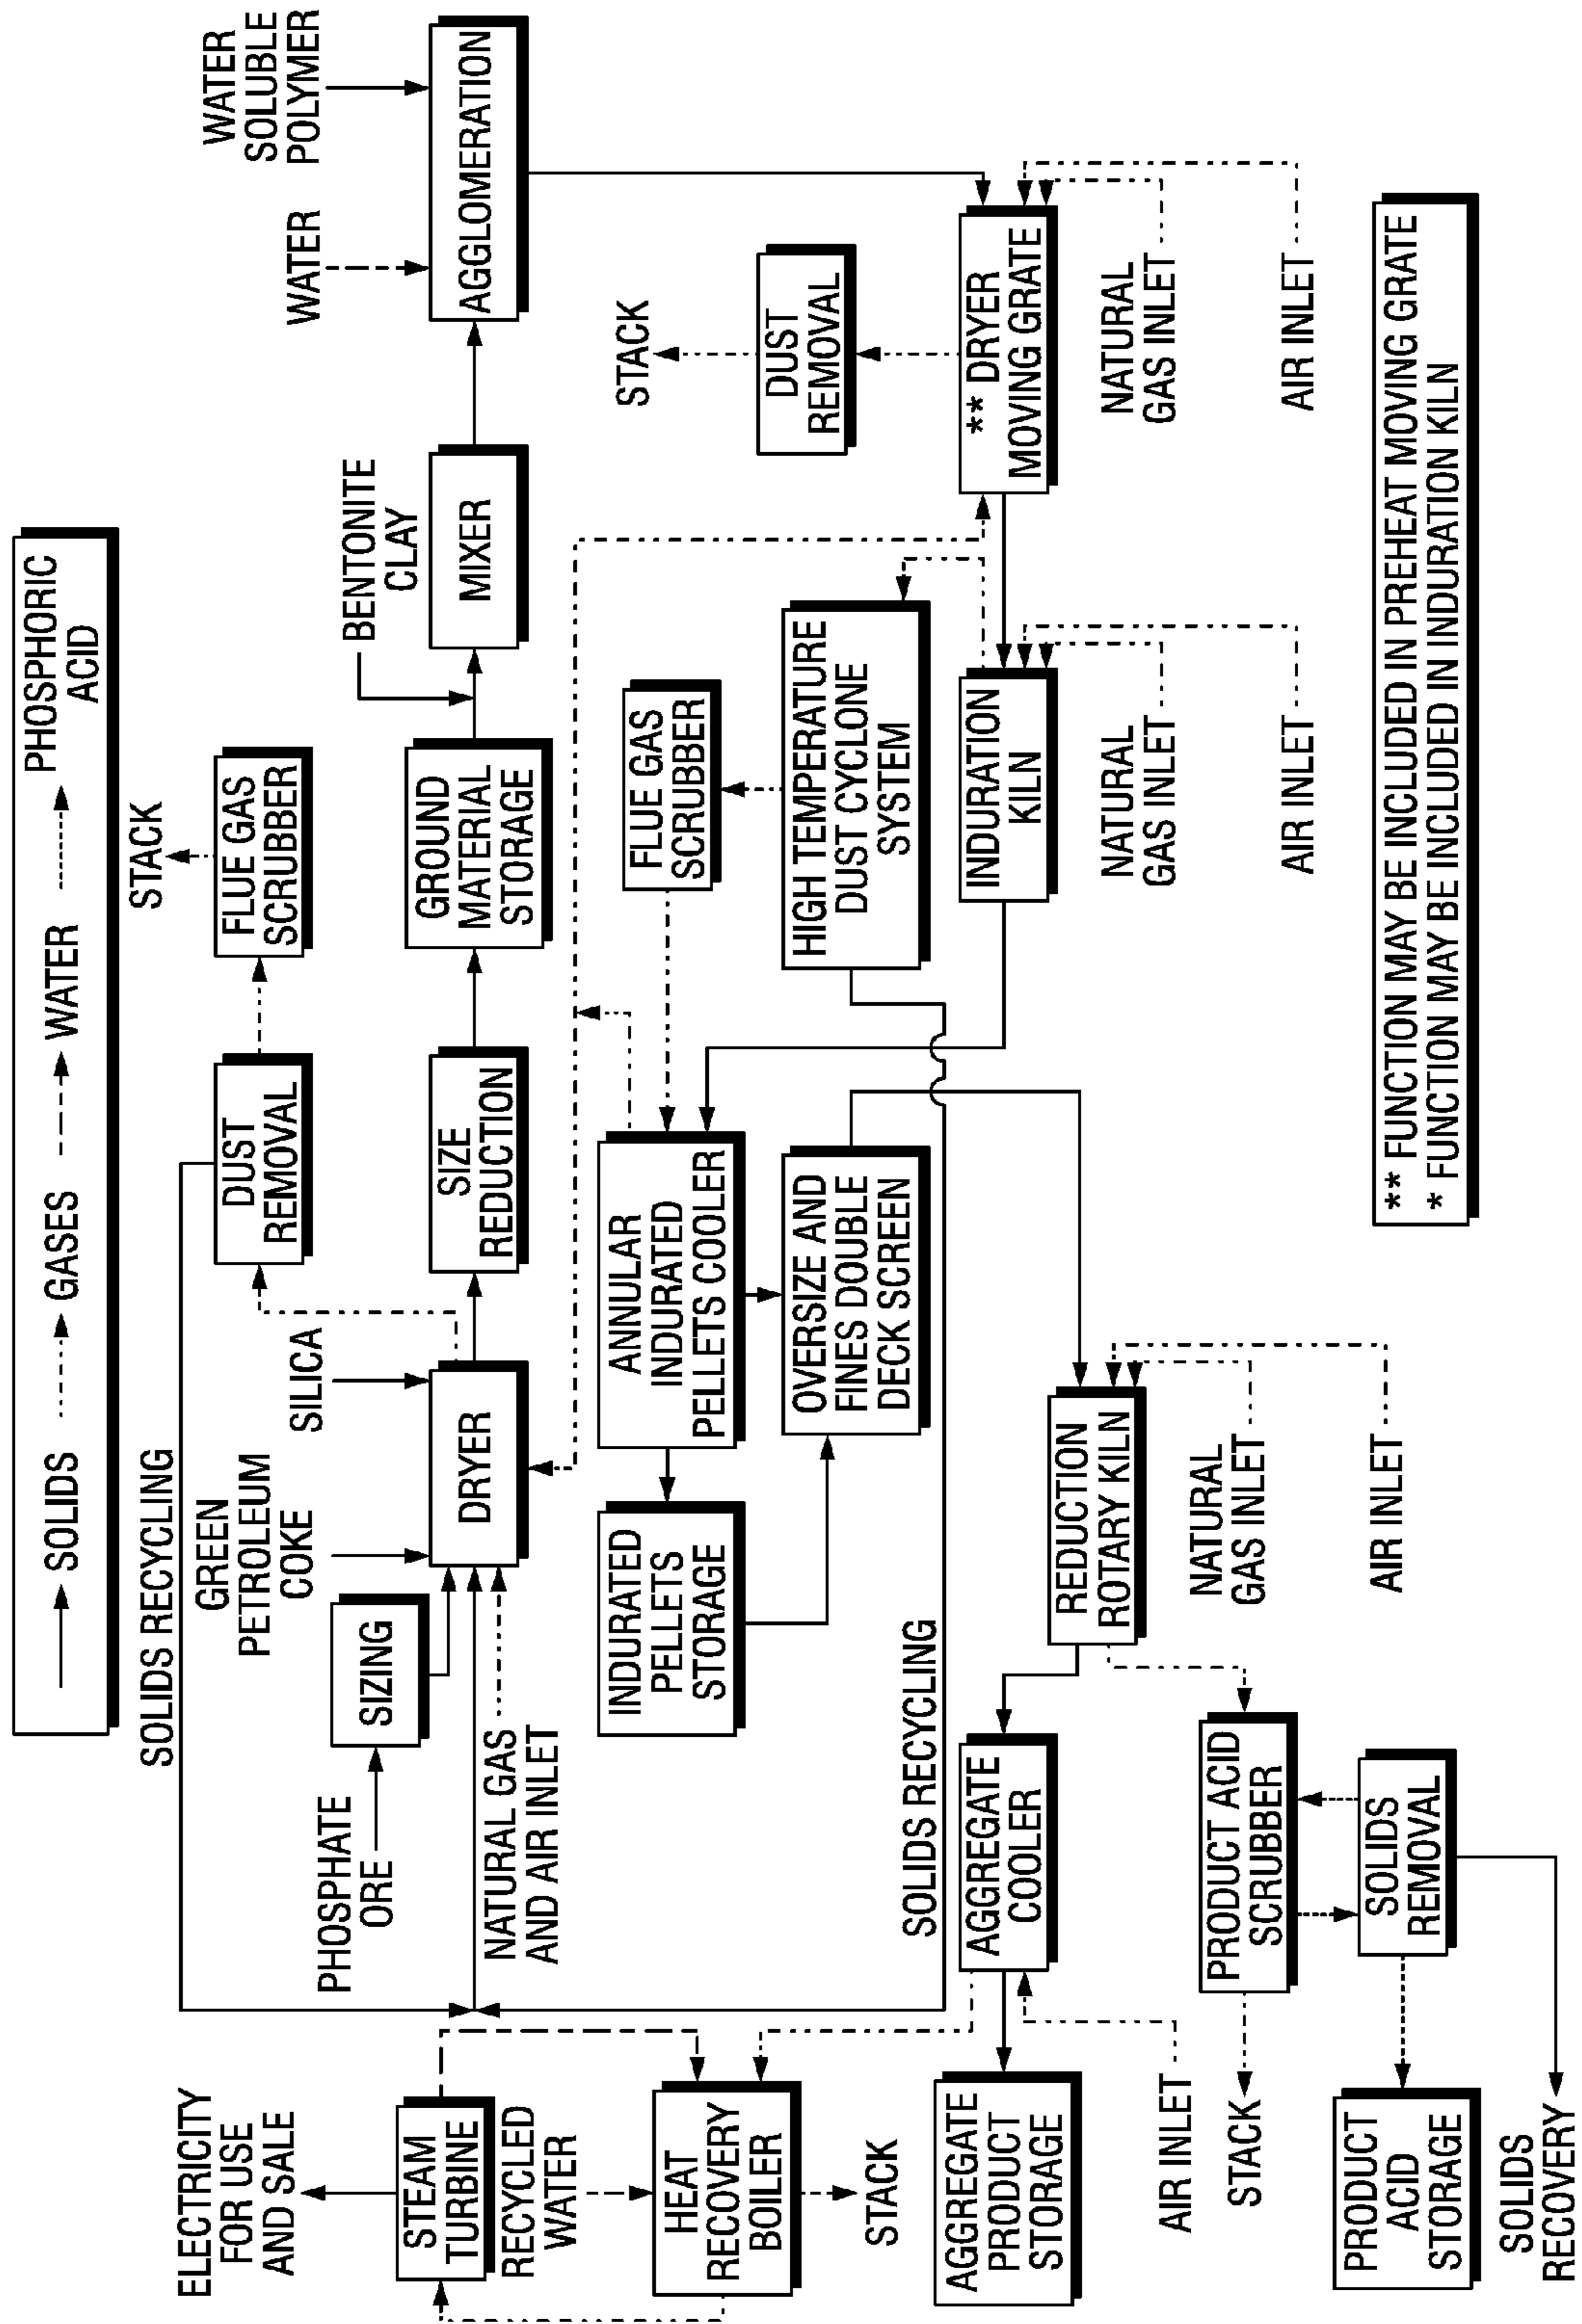 SOLIDS
GASES
WATER
PHOSPHORIC
ACID
SOLIDS RECYCLING
STACK
DUST
REMOVAL
FLUE GAS
SCRUBBER
GREEN
PETROLEUM
COKE
SILICA
PHOSPHATE
ORE
SIZING
NATURAL GAS
AND AIR INLET
DRYER
SIZE
REDUCTION
GROUND
MATERIAL
STORAGE
BENTONITE
CLAY
MIXER
WATER
WATER
SOLUBLE
POLYMER
AGGLOMERATION
ELECTRICITY
FOR USE
AND SALE
STEAM
TURBINE
RECYCLED
WATER
HEAT
RECOVERY
BOILER
STACK
INDURATED
PELLETS
STORAGE
ANNULAR
INDURATED
PELLETS COOLER
OVERSIZE AND
FINES DOUBLE
DECK SCREEN
FLUE GAS
SCRUBBER
HIGH TEMPERATURE
DUST CYCLONE
SYSTEM
STACK
DUST
REMOVAL
SOLIDS RECYCLING
AGGREGATE
PRODUCT
STORAGE
AGGREGATE
COOLER
REDUCTION
ROTARY KILN
INDURATION
KILN
** DRYER
MOVING GRATE
NATURAL
GAS INLET
AIR INLET
NATURAL
GAS INLET
AIR INLET
NATURAL
GAS INLET
AIR INLET
AIR INLET
STACK
PRODUCT ACID
SCRUBBER
SOLIDS
REMOVAL
PRODUCT
ACID
STORAGE
SOLIDS
RECOVERY
** FUNCTION MAY BE INCLUDED IN PREHEAT MOVING GRATE
* FUNCTION MAY BE INCLUDED IN INDURATION KILN